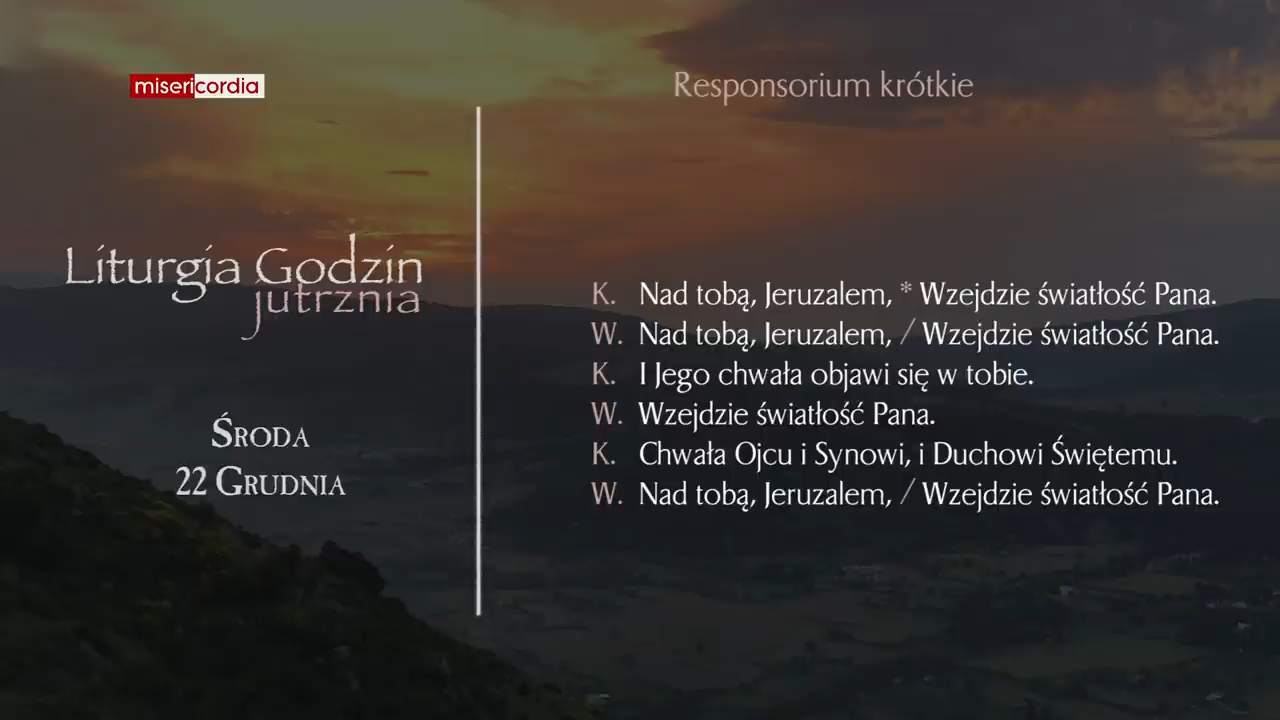 misericordia
Responsorium krótkie
Liturgia Godzin
jutrznia
Środa
22 Grudnia
K. Nad tobą, Jeruzalem, * Wzejdzie światłość Pana.
W. Nad tobą, Jeruzalem, / Wzejdzie światłość Pana.
K. I Jego chwała objawi się w tobie.
W. Wzejdzie światłość Pana.
K. Chwała Ojcu i Synowi, i Duchowi Świętemu.
W. Nad tobą, Jeruzalem, / Wzejdzie światłość Pana.